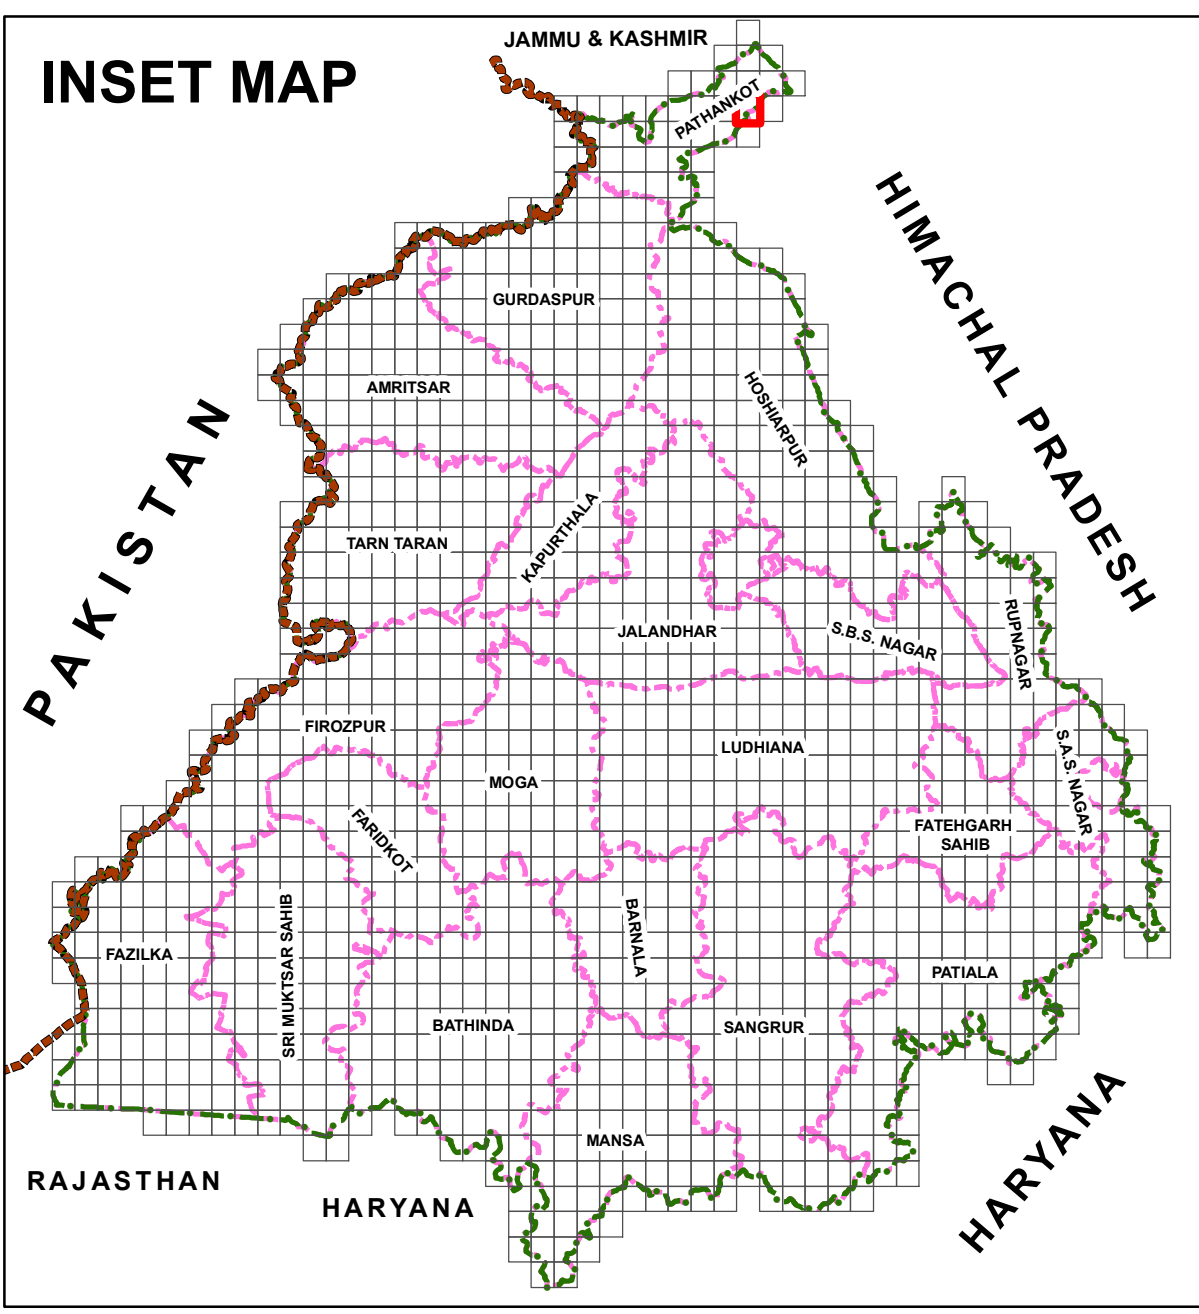 JAMMU & KASHMIR
INSET MAP
PATHANKOT
HIMACHAL PRADESH
GURDASPUR
AMRITSAR
HOSHIARPUR
PAKISTAN
KAPURTHALA
TARN TARAN
JALANDHAR
S.B.S. NAGAR
RUPNAGAR
FIROZPUR
LUDHIANA
S.A.S. NAGAR
MOGA
FARIDKOT
FATEHGARH
SAHIB
BARNALA
SRI MUKTSAR SAHIB
FAZILKA
PATIALA
BATHINDA
SANGRUR
MANSA
HARYANA
RAJASTHAN
HARYANA